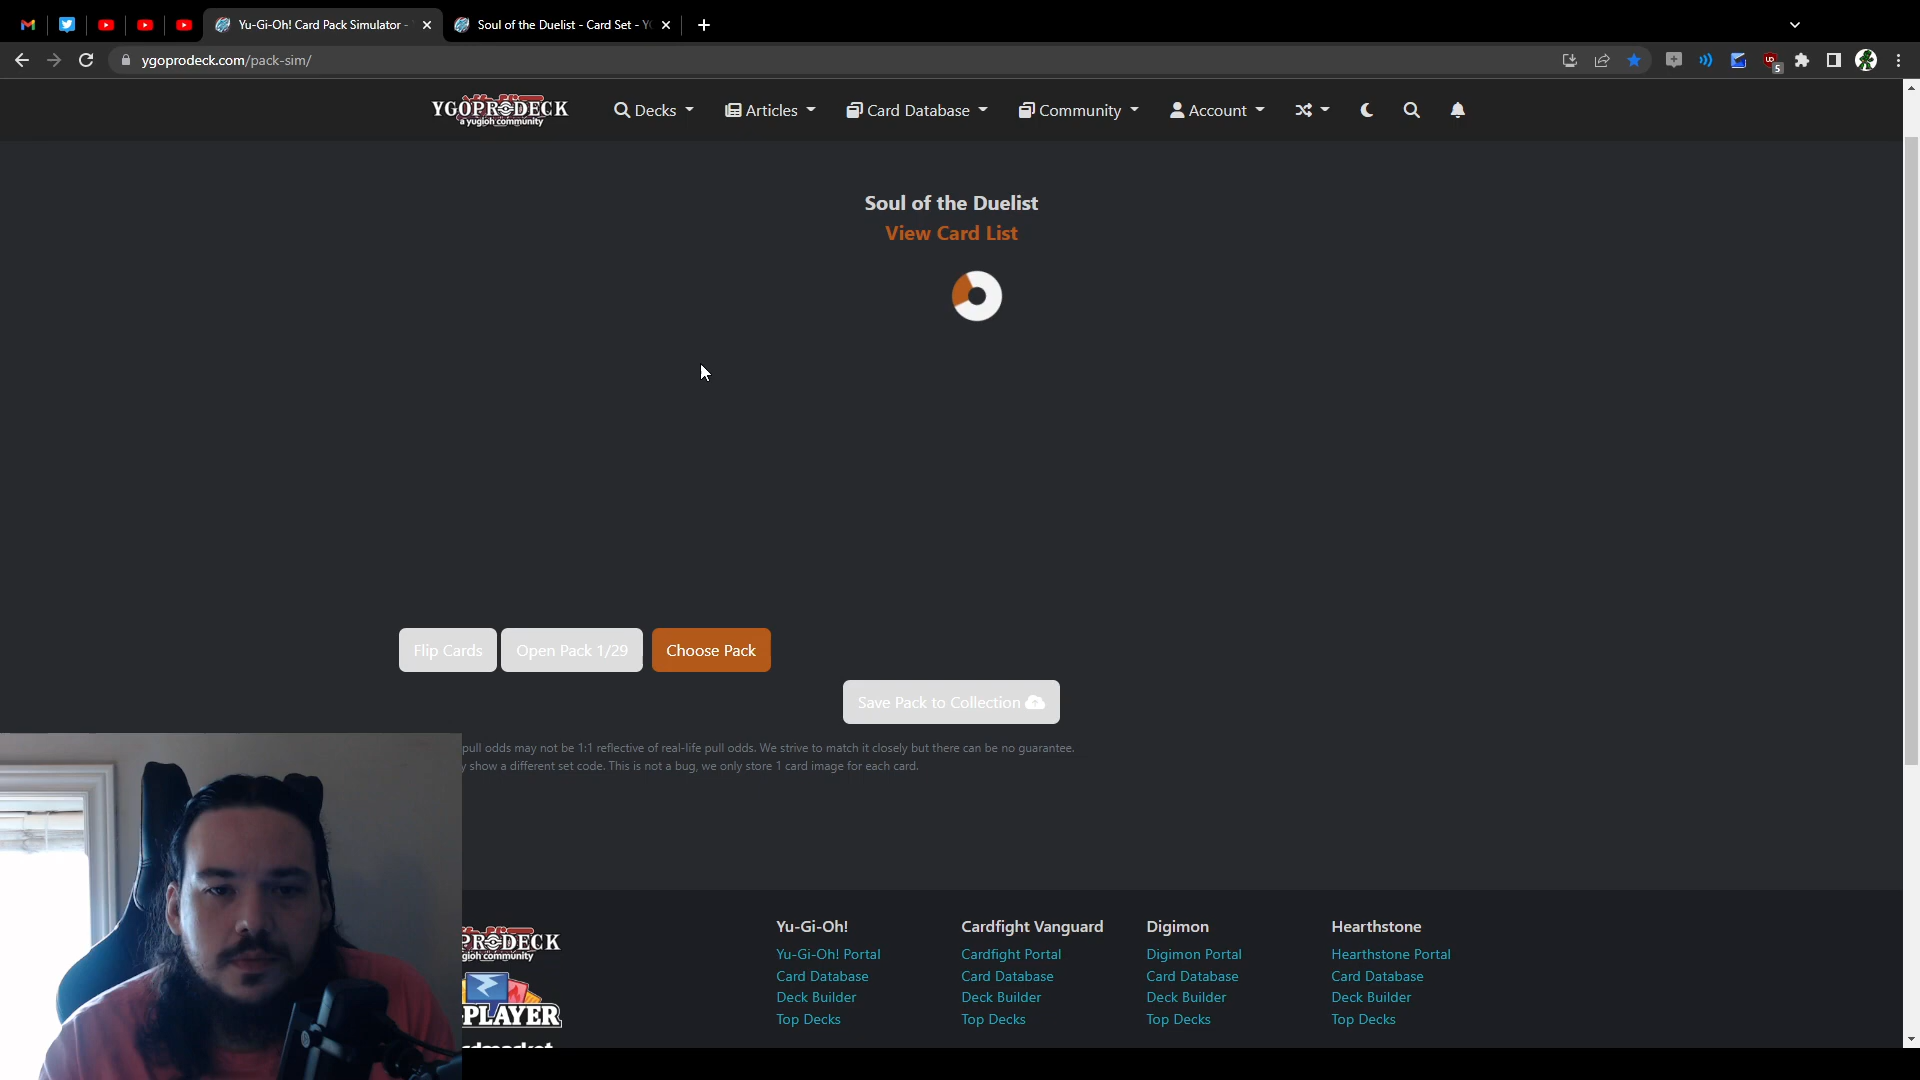 Yu-Gi-Oh! Card Pack Simulator -
Soul of the Duelist - Card Set - Y
ygoprodeck.com/pack-sim/
5
YGOPRODECK
a yugioh community
Decks
Articles
Card Database
Community
Account
Soul of the Duelist
View Card List
Flip Cards
Open Pack 1/29
Choose Pack
Save Pack to Collection
pull odds may not be 1:1 reflective of real-life pull odds. We strive to match it closely but there can be no guarantee.
show a different set code. This is not a bug, we only store 1 card image for each card.
PRODECK
gioh community
PLAYER
Yu-Gi-Oh!
Yu-Gi-Oh! Portal
Card Database
Deck Builder
Top Decks
Cardfight Vanguard
Cardfight Portal
Card Database
Deck Builder
Top Decks
Digimon
Digimon Portal
Card Database
Deck Builder
Top Decks
Hearthstone
Hearthstone Portal
Card Database
Deck Builder
Top Decks